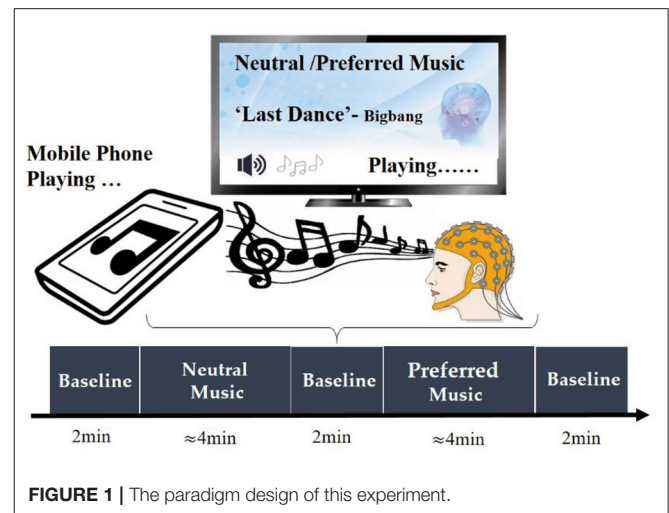 Neutral /Preferred Music
'Last Dance'- Bigbang
Playing......
Mobile Phone
Playing ...
Baseline
Neutral
Music
Baseline
Preferred
Music
Baseline
2min
≈4min
2min
≈4min
2min
FIGURE 1 | The paradigm design of this experiment.